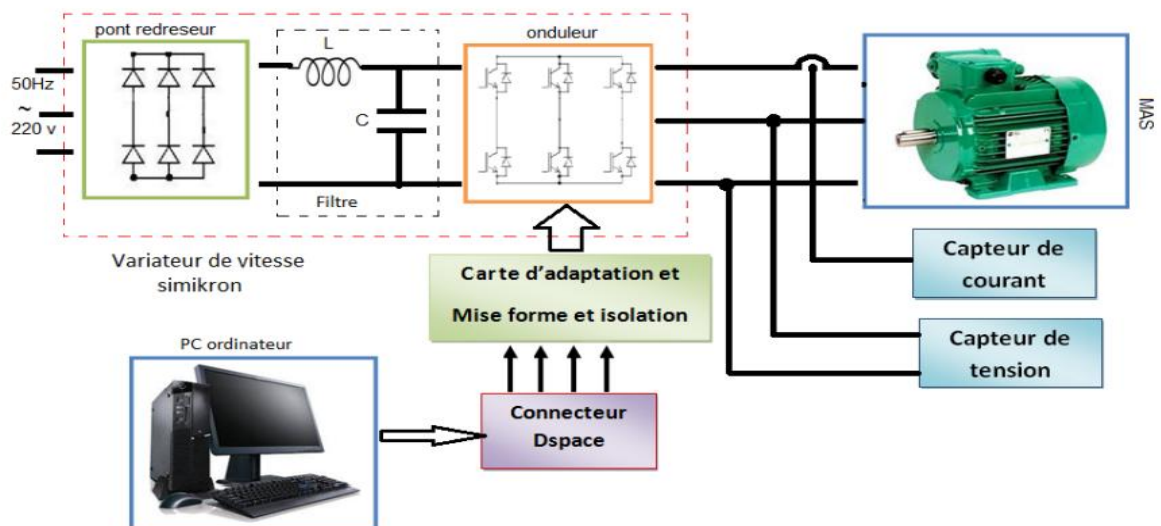 pont redreseur
L
onduleur
50Hz
~
220 v
C
Filtre
MAS
Variateur de vitesse
simikron
Carte d'adaptation et
Mise forme et isolation
Capteur de
courant
Capteur de
tension
PC ordinateur
Connecteur
Dspace